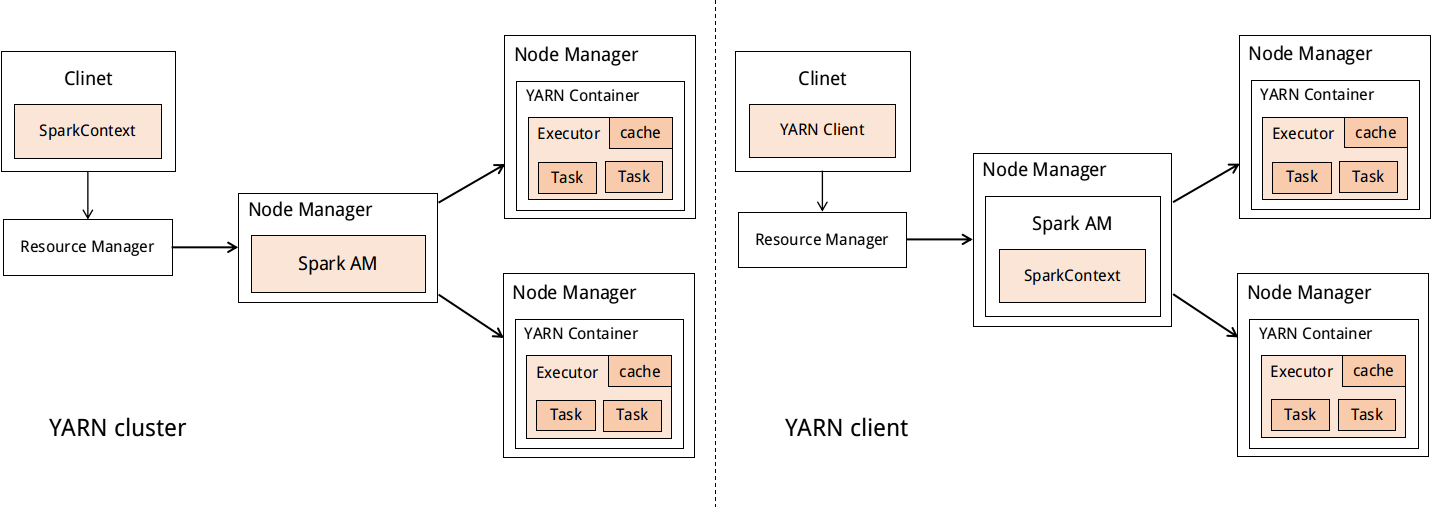 Clinet
SparkContext
Resource Manager
Node Manager
Spark AM
Node Manager
YARN Container
Executor
cache
Task
Task
Node Manager
YARN Container
Executor
cache
Task
Task
YARN cluster
Clinet
YARN Client
Resource Manager
Node Manager
Spark AM
SparkContext
Node Manager
YARN Container
Executor
cache
Task
Task
Node Manager
YARN Container
Executor
cache
Task
Task
YARN client